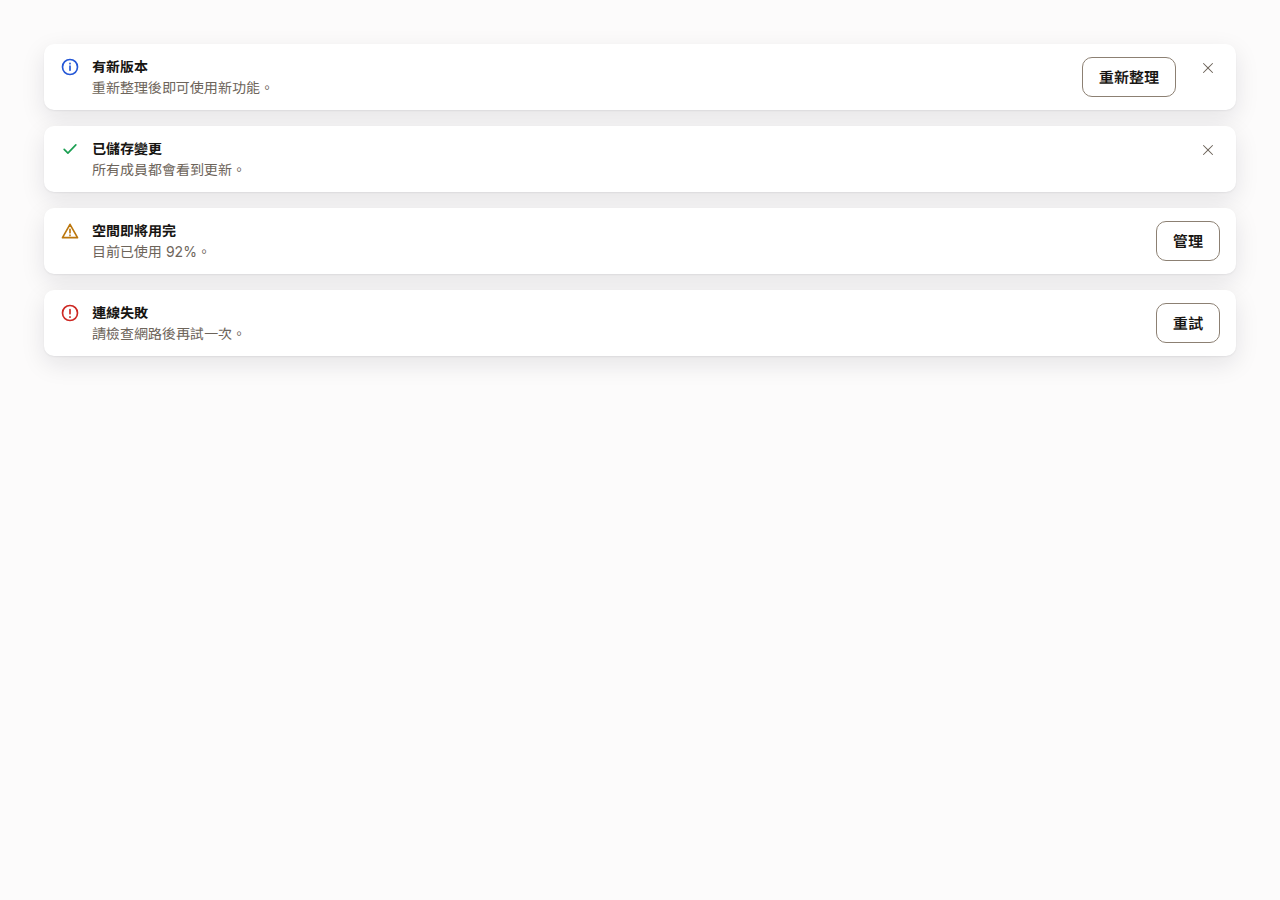 有新版本
重新整理後即可使用新功能。
重新整理
已儲存變更
所有成員都會看到更新。
空間即將用完
目前已使用 92%。
管理
連線失敗
請檢查網路後再試一次。
重試